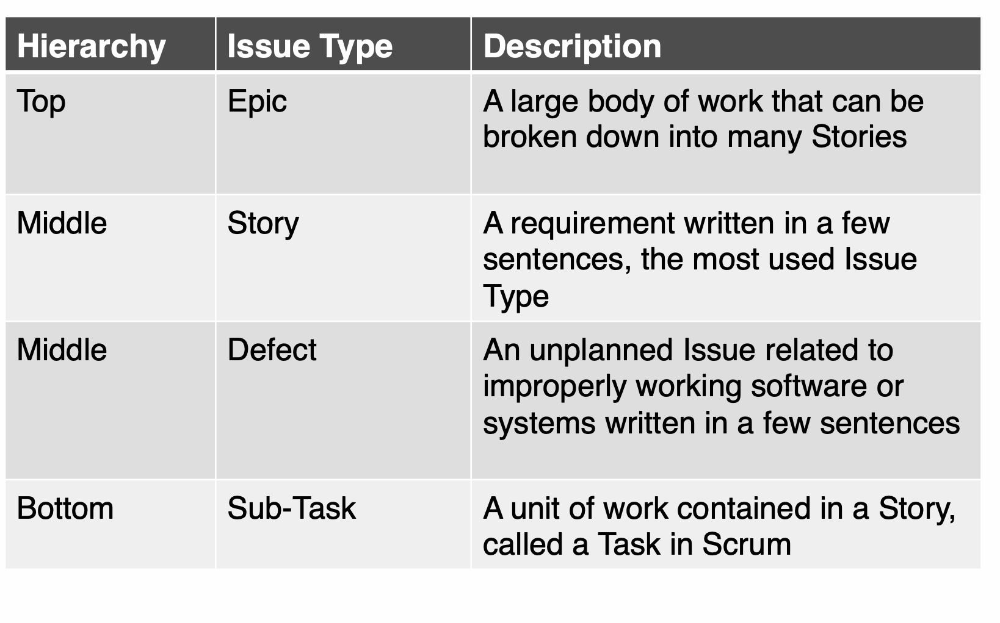 Hierarchy Issue Type Description
Top Epic A large body of work that can be
broken down into many Stories
Middle Story A requirement written in a few
sentences, the most used Issue
Type
Middle Defect An unplanned Issue related to
improperly working software or
systems written in a few sentences
Bottom Sub-Task A unit of work contained in a Story,
called a Task in Scrum